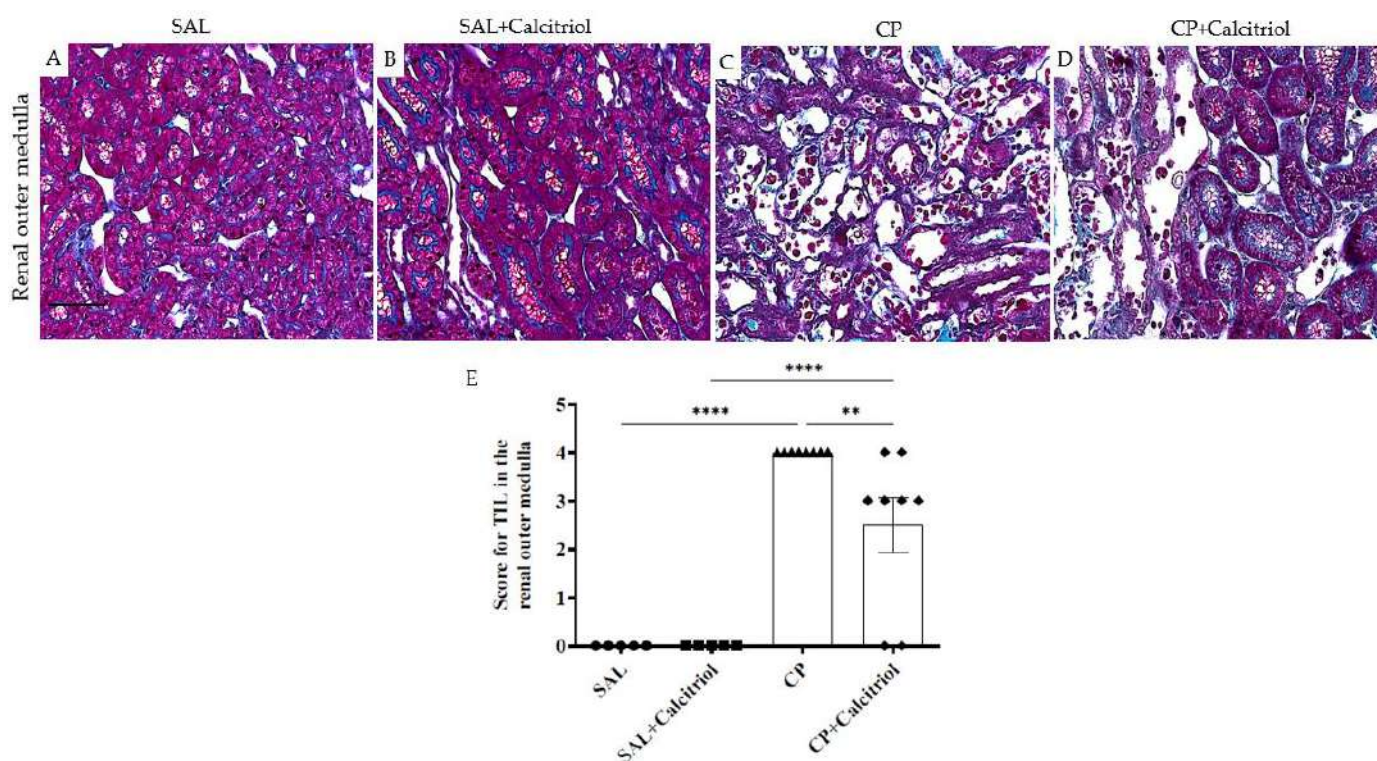 SAL
SAL+Calcitriol
CP
CP+Calcitriol
A
B
C
D
Renal outer medulla
E
****
****
**
Score for TIL in the
renal outer medulla
5
4
3
2
1
0
SAL
SAL+Calcitriol
CP
CP+Calcitriol